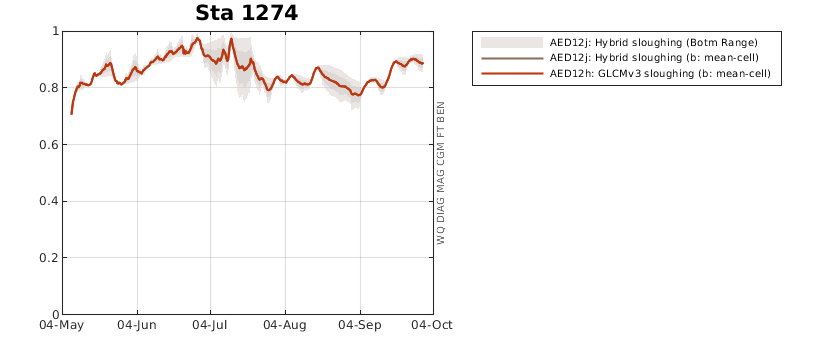 Sta 1274
1
0.8
0.6
0.4
0.2
0
04-May 04-Jun 04-Jul 04-Aug 04-Sep 04-Oct
WQ DIAG MAG CGM FT BEN
AED12j: Hybrid sloughing (Botm Range)
AED12j: Hybrid sloughing (b: mean-cell)
AED12h: GLCMv3 sloughing (b: mean-cell)